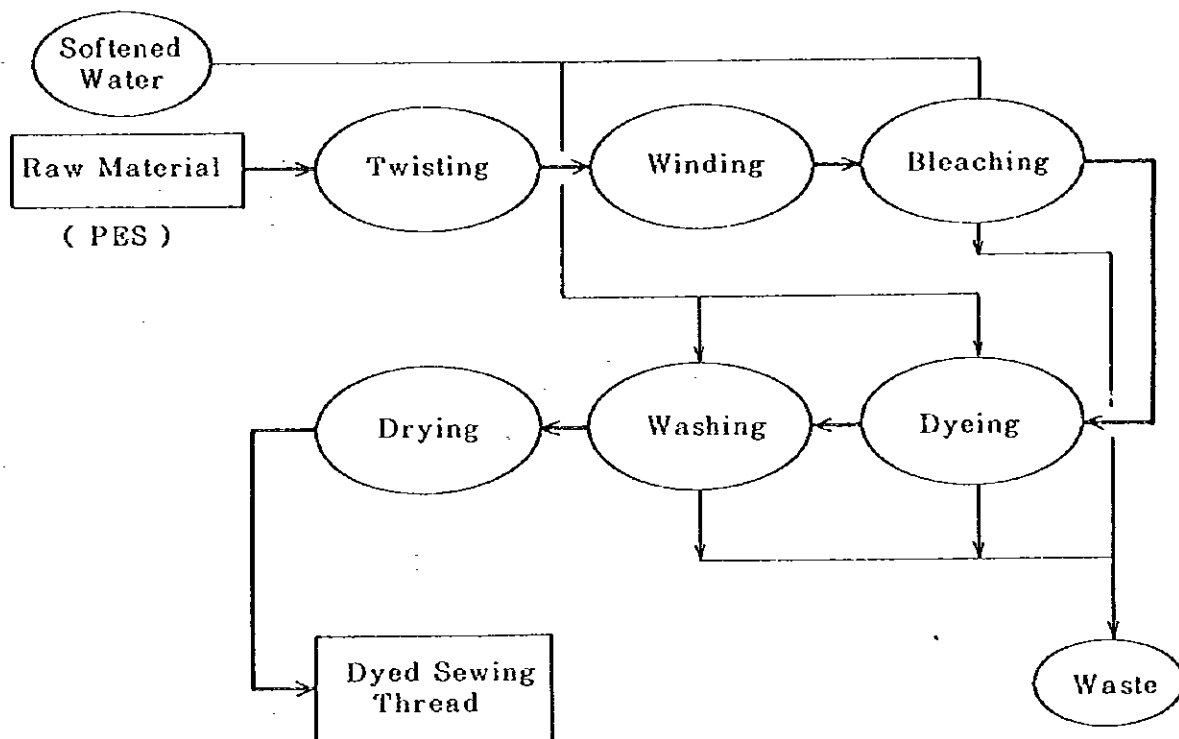 Softened
Water
Raw Material
( PES )
Twisting
Winding
Bleaching
Drying
Washing
Dyeing
Dyed Sewing
Thread
Waste